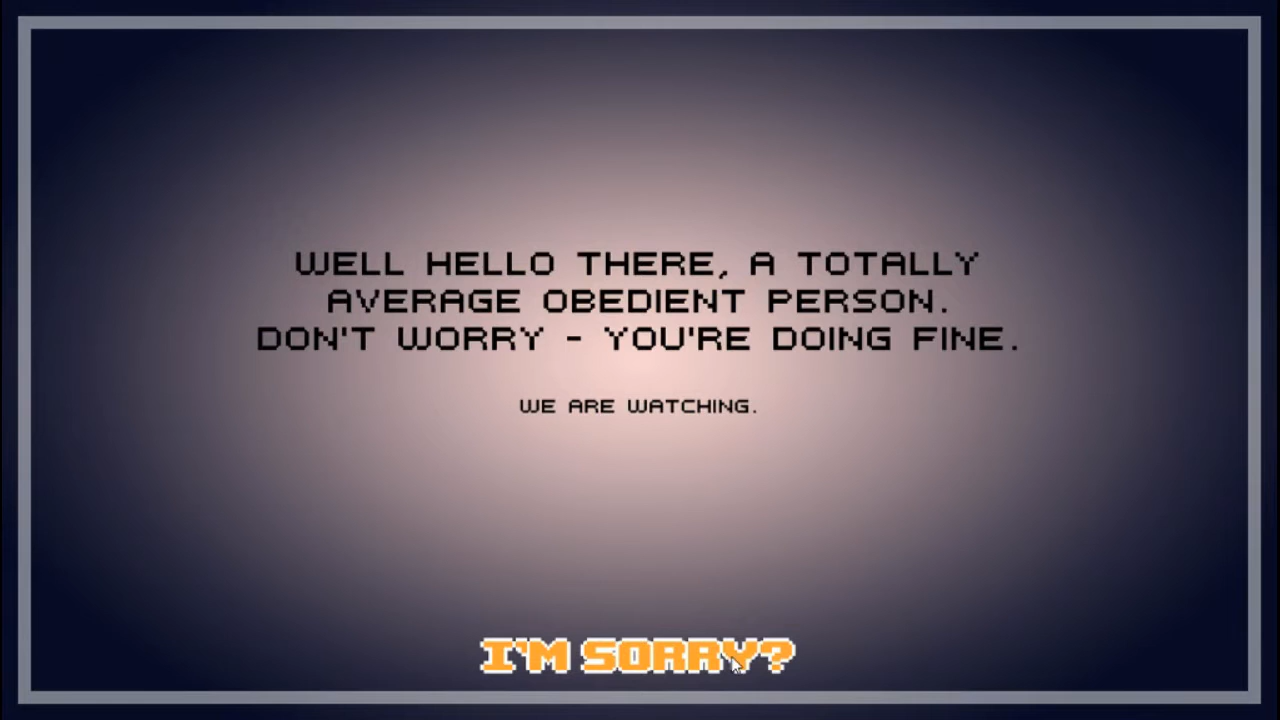 WELL HELLO THERE, A TOTALLY
AVERAGE OBEDIENT PERSON.
DON'T WORRY - YOU'RE DOING FINE.
WE ARE WATCHING.
I'M SORRY?